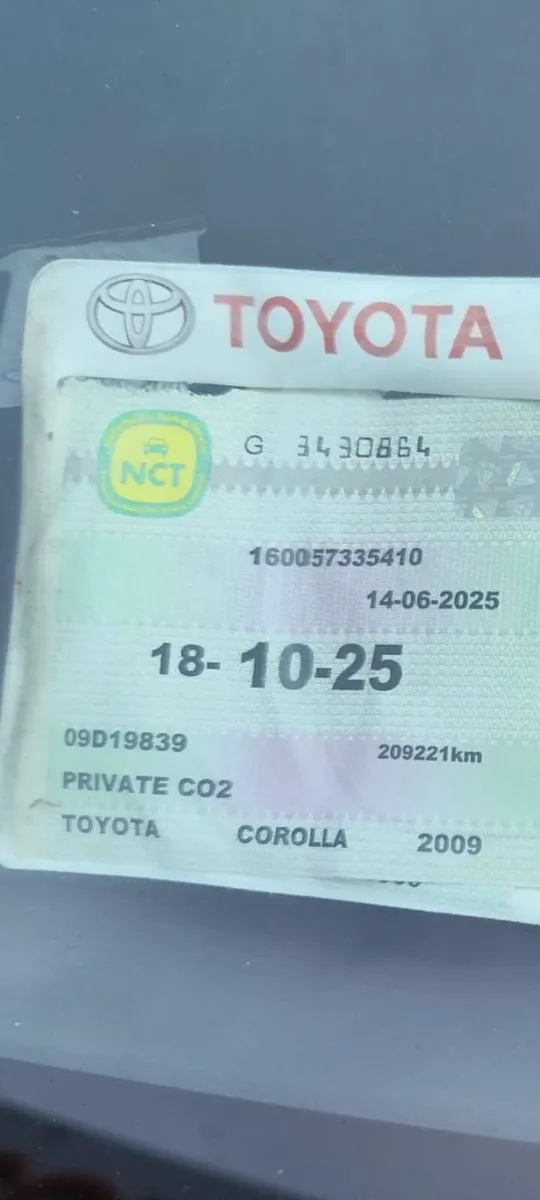 TOYOTA
NCT
G 3430864
160057335410
14-06-2025
18- 10-25
09D19839
209221km
PRIVATE CO2
TOYOTA COROLLA 2009